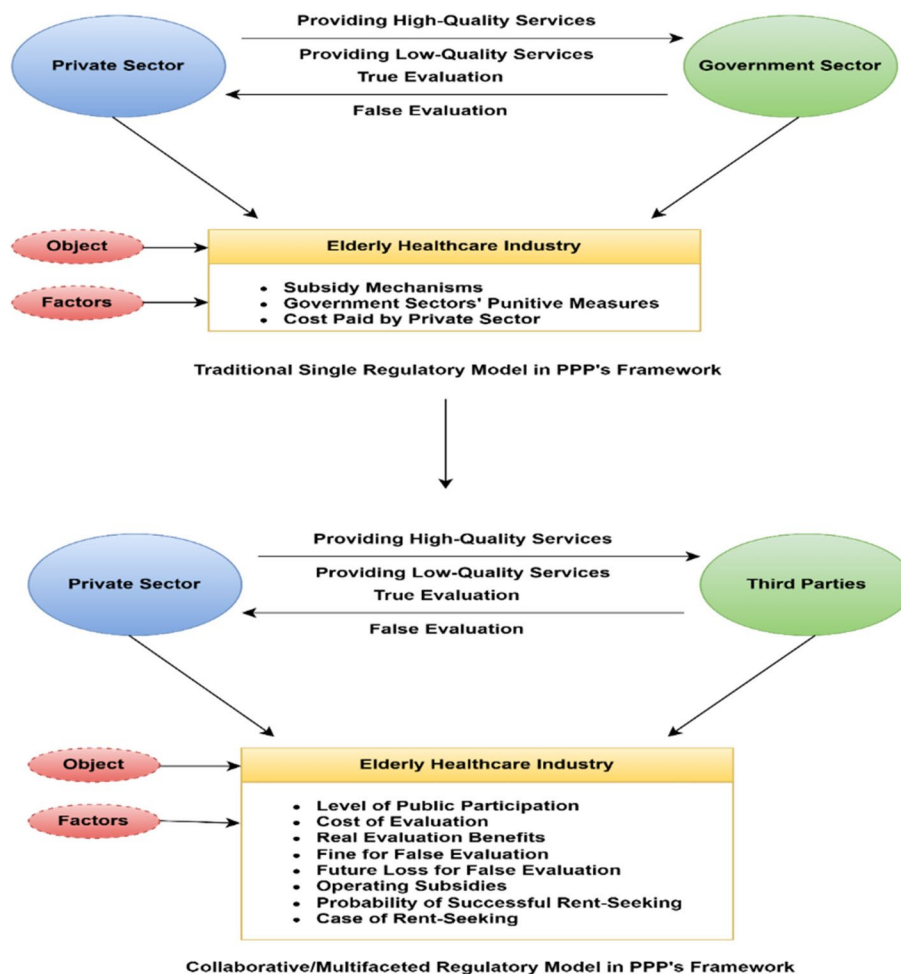 Providing High-Quality Services
Private Sector
Providing Low-Quality Services
True Evaluation
Government Sector
False Evaluation
Object
Elderly Healthcare Industry
Factors
• Subsidy Mechanisms
• Government Sectors' Punitive Measures
• Cost Paid by Private Sector
Traditional Single Regulatory Model in PPP's Framework
Providing High-Quality Services
Private Sector
Providing Low-Quality Services
True Evaluation
Third Parties
False Evaluation
Object
Elderly Healthcare Industry
Factors
• Level of Public Participation
• Cost of Evaluation
• Real Evaluation Benefits
• Fine for False Evaluation
• Future Loss for False Evaluation
• Operating Subsidies
• Probability of Successful Rent-Seeking
• Case of Rent-Seeking
Collaborative/Multifaceted Regulatory Model in PPP's Framework